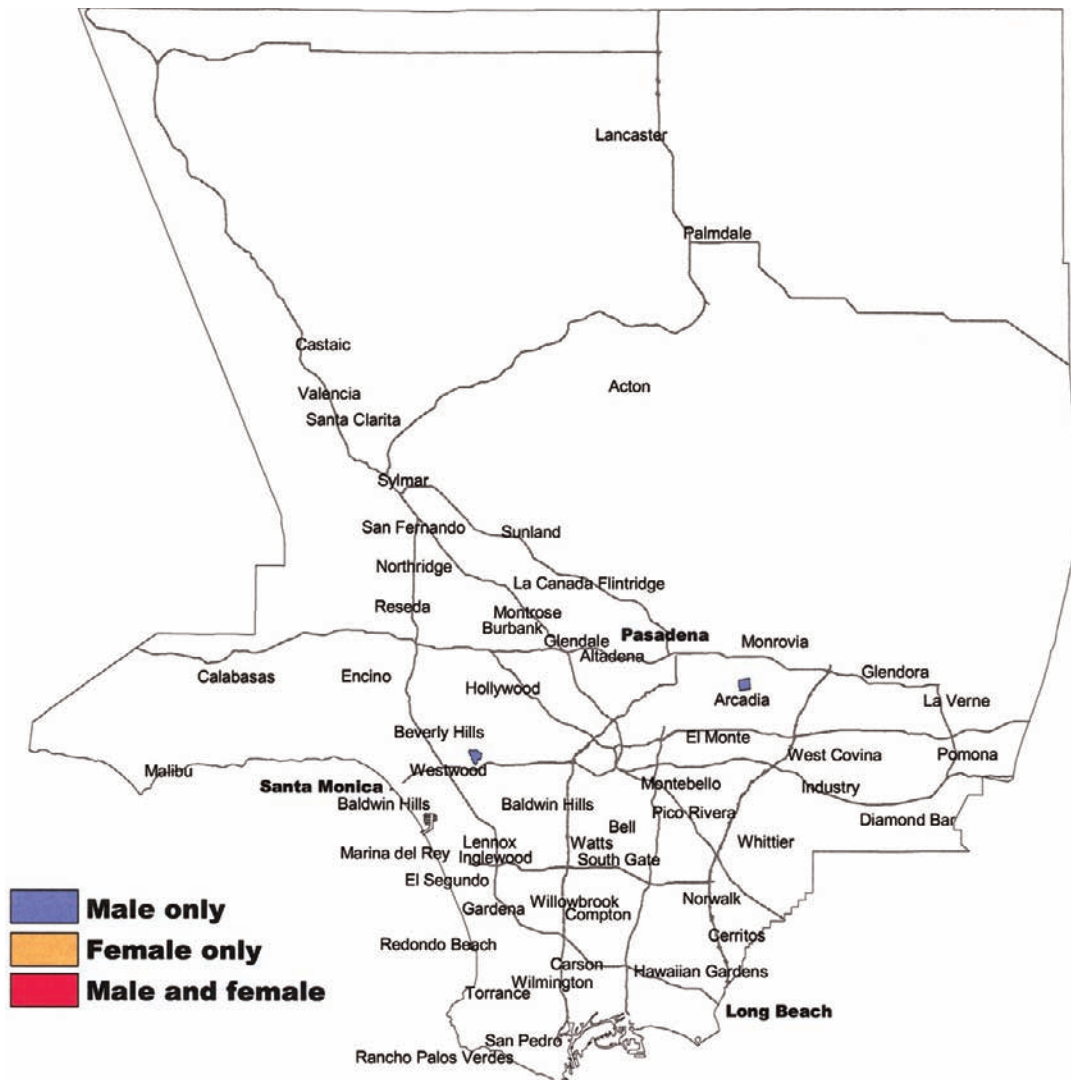 Lancaster
Palmdale
Castaic
Acton
Valencia
Santa Clarita
Sylmar
San Fernando
Sunland
Northridge
La Canada Flintridge
Reseda
Montrose
Burbank
Glendale
Pasadena
Monrovia
Altadena
Calabasas
Encino
Hollywood
Glendora
Arcadia
La Verne
Beverly Hills
El Monte
West Covina
Pomona
Malibu
Westwood
Santa Monica
Montebello
Industry
Baldwin Hills
Baldwin Hills
Pico Rivera
Diamond Bar
Bell
Marina del Rey
Lennox
Watts
Whittier
Inglewood
South Gate
El Segundo
Gardena
Willowbrook
Norwalk
Compton
Male only
Redondo Beach
Cerritos
Female only
Carson
Hawaiian Gardens
Wilmington
Torrance
Male and female
Long Beach
San Pedro
Rancho Palos Verdes